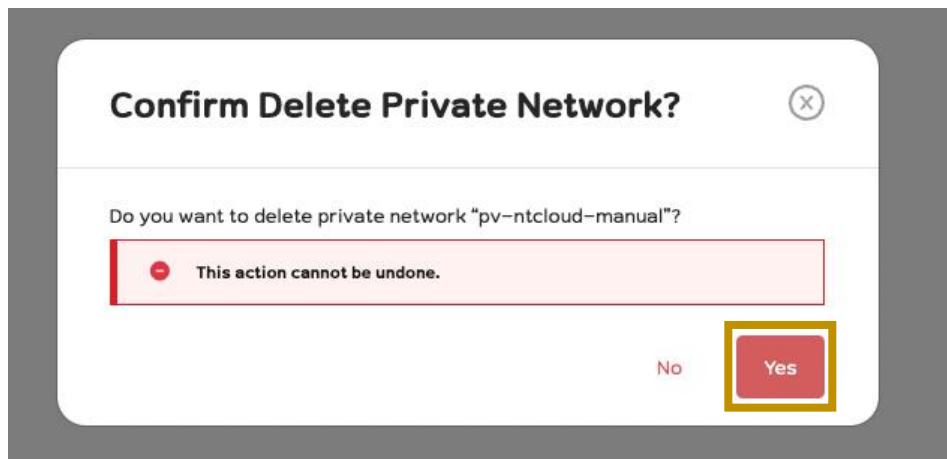 Confirm Delete Private Network?
Do you want to delete private network “pv-ntcloud-manual”?
This action cannot be undone.
No
Yes